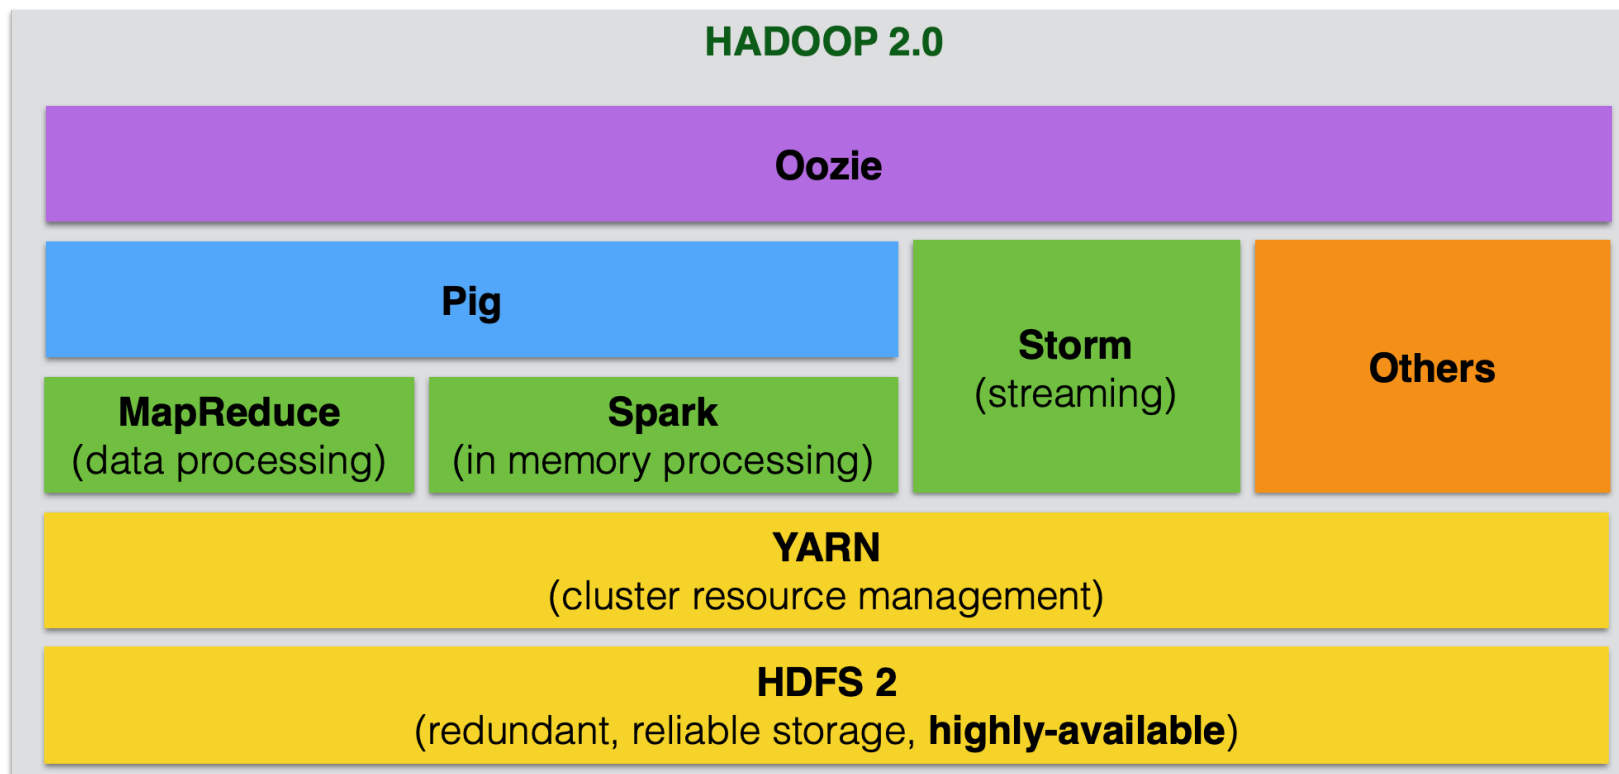 HADOOP 2.0
Oozie
Pig
Storm
(streaming)
Others
MapReduce
(data processing)
Spark
(in memory processing)
YARN
(cluster resource management)
HDFS 2
(redundant, reliable storage, highly-available)